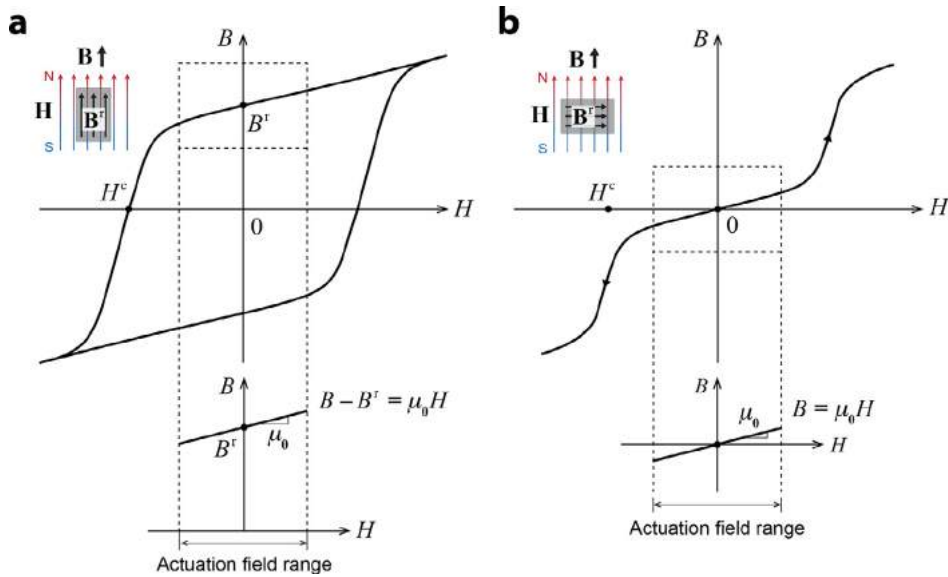 a
B
B
N
H
Bʳ
S
Bʳ
Hᶜ
0
H
B
B – Bʳ = μ₀H
μ₀
Bʳ
H
Actuation field range
b
B
B
N
H
Bʳ
S
Hᶜ
0
H
B
μ₀
B = μ₀H
H
Actuation field range